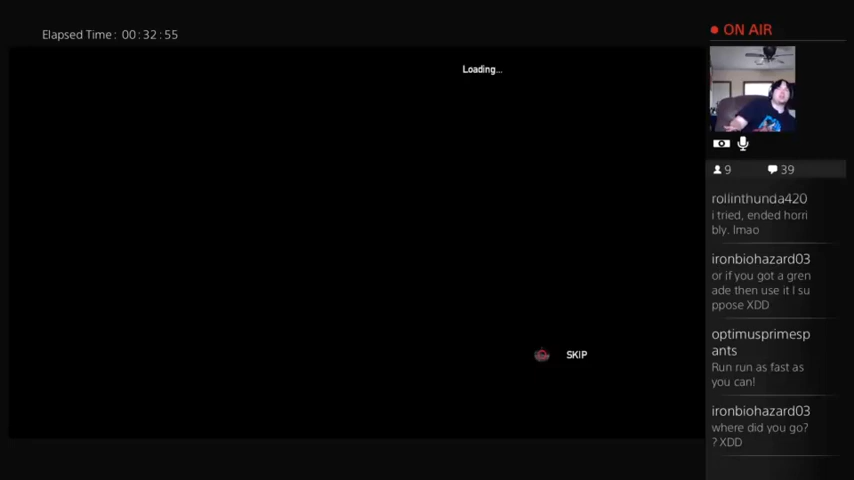 Elapsed Time: 00:32:55
ON AIR
Loading...
9 39
rollinthunda420
i tried, ended horri
bly. lmao
ironbiohazard03
or if you got a gren
ade then use it I su
ppose XDD
optimusprimesp
ants
Run run as fast as
you can!
SKIP
ironbiohazard03
where did you go?
? XDD